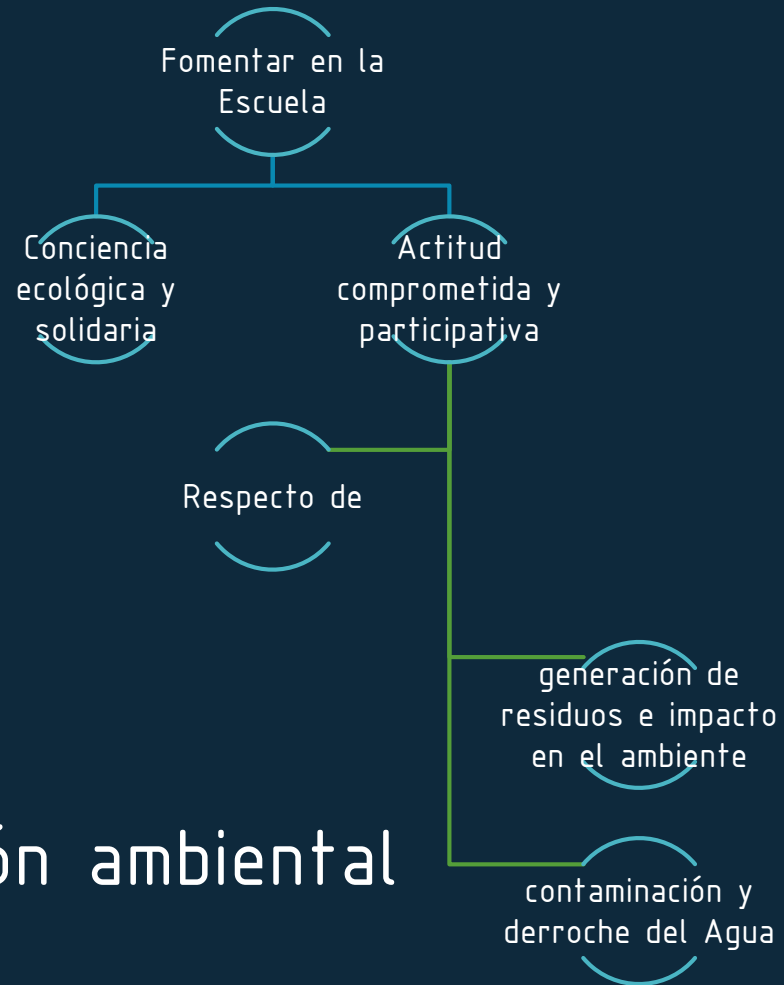 Fomentar en la
Escuela
Conciencia
ecológica y
solidaria
Actitud
comprometida y
participativa
Respecto de
generación de
residuos e impacto
en el ambiente
ambiental
contaminación y
derroche del Agua